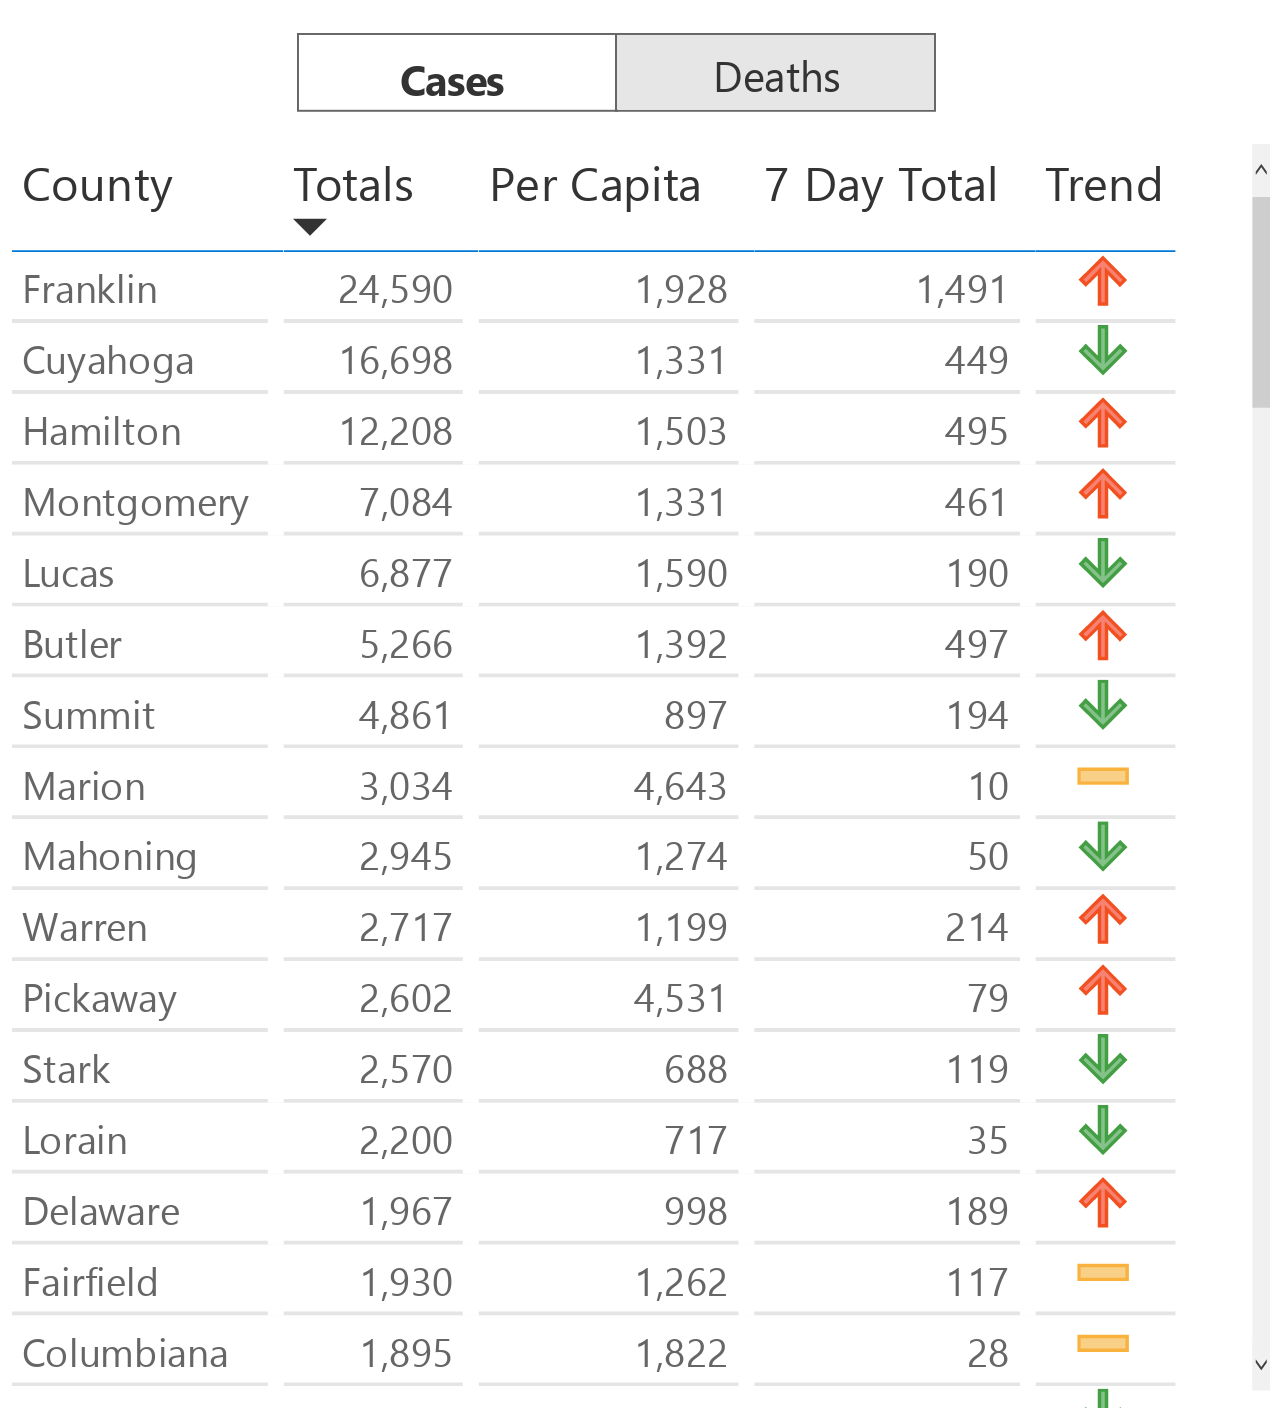 Cases Deaths
County Totals Per Capita 7 Day Total Trend
Franklin 24,590 1,928 1,491
Cuyahoga 16,698 1,331 449
Hamilton 12,208 1,503 495
Montgomery 7,084 1,331 461
Lucas 6,877 1,590 190
Butler 5,266 1,392 497
Summit 4,861 897 194
Marion 3,034 4,643 10
Mahoning 2,945 1,274 50
Warren 2,717 1,199 214
Pickaway 2,602 4,531 79
Stark 2,570 688 119
Lorain 2,200 717 35
Delaware 1,967 998 189
Fairfield 1,930 1,262 117
Columbiana 1,895 1,822 28